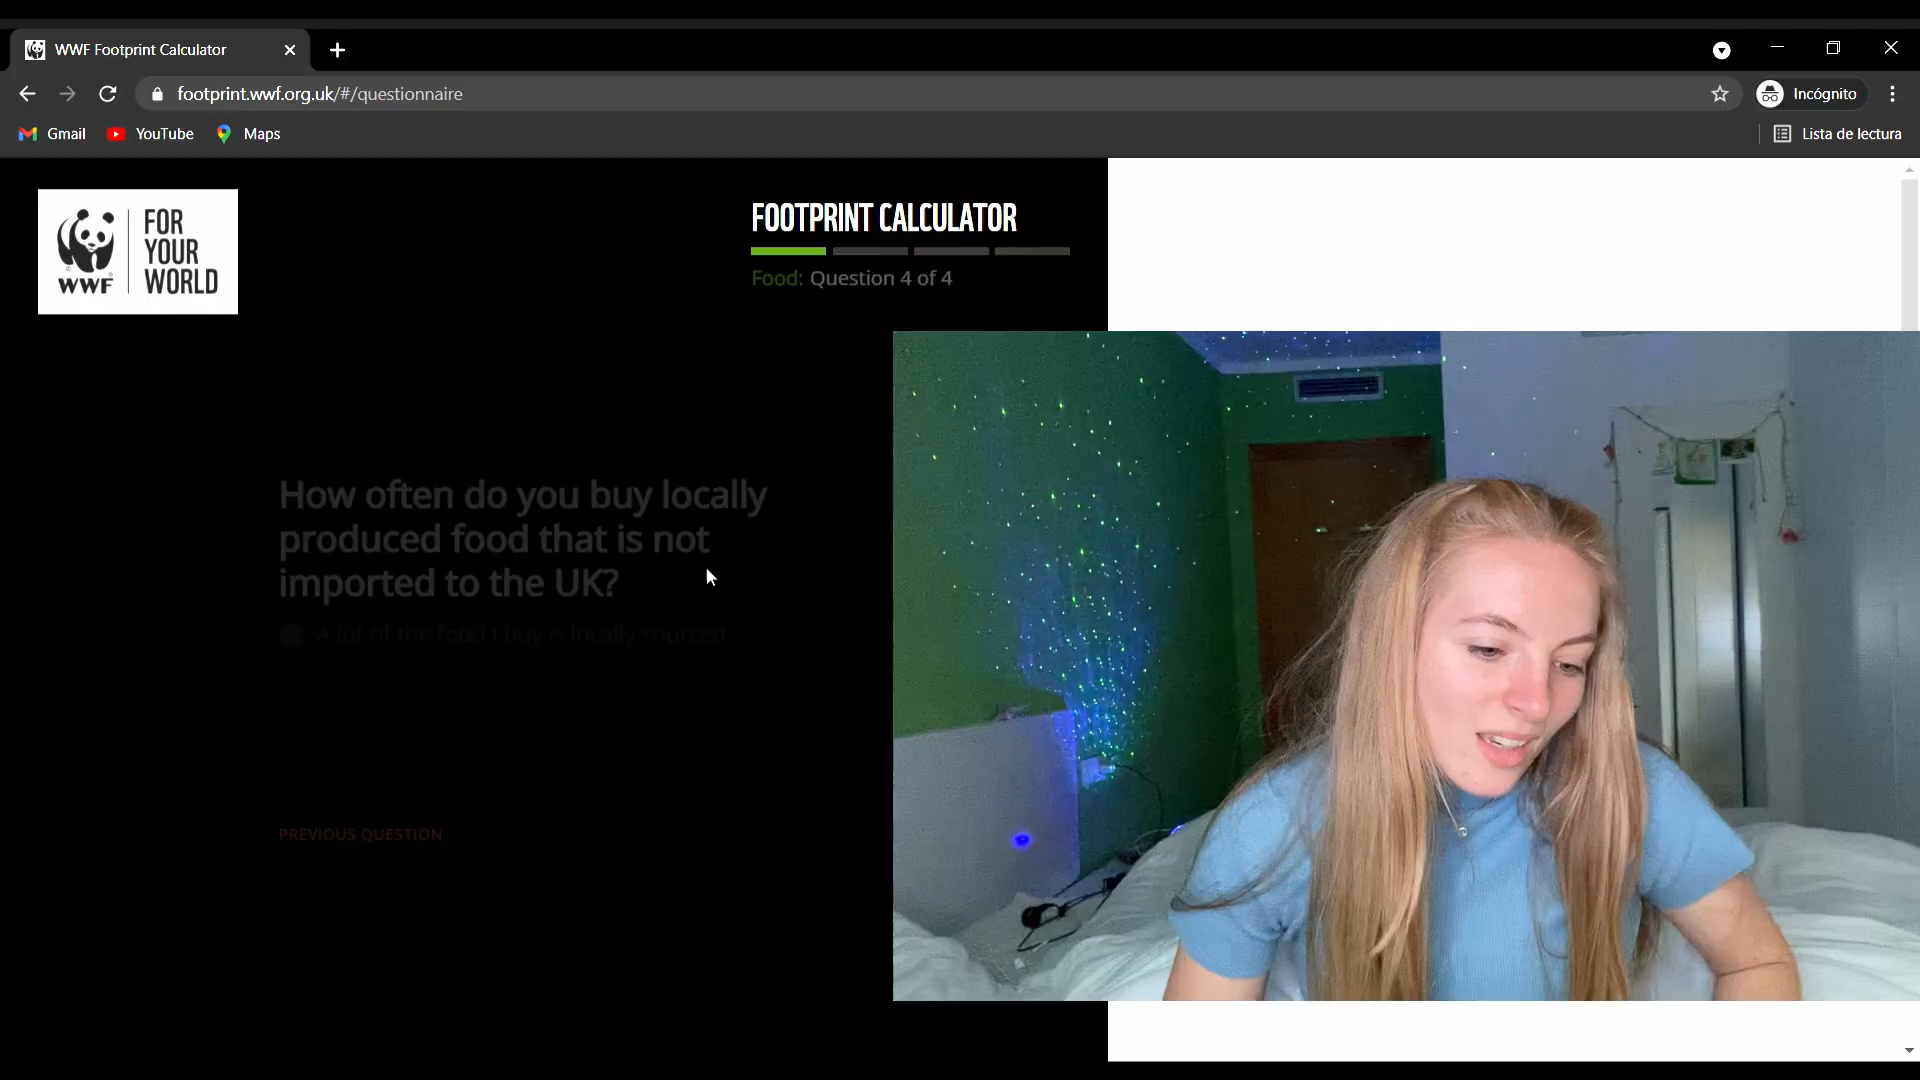 WWF Footprint Calculator
footprint.wwf.org.uk/#/questionnaire
Incógnito
Gmail
YouTube
Maps
Lista de lectura
WWF
FOR
YOUR
WORLD
FOOTPRINT CALCULATOR
Food: Question 4 of 4
How often do you buy locally
produced food that is not
imported to the UK?
A lot of the food I buy is locally sourced
PREVIOUS QUESTION